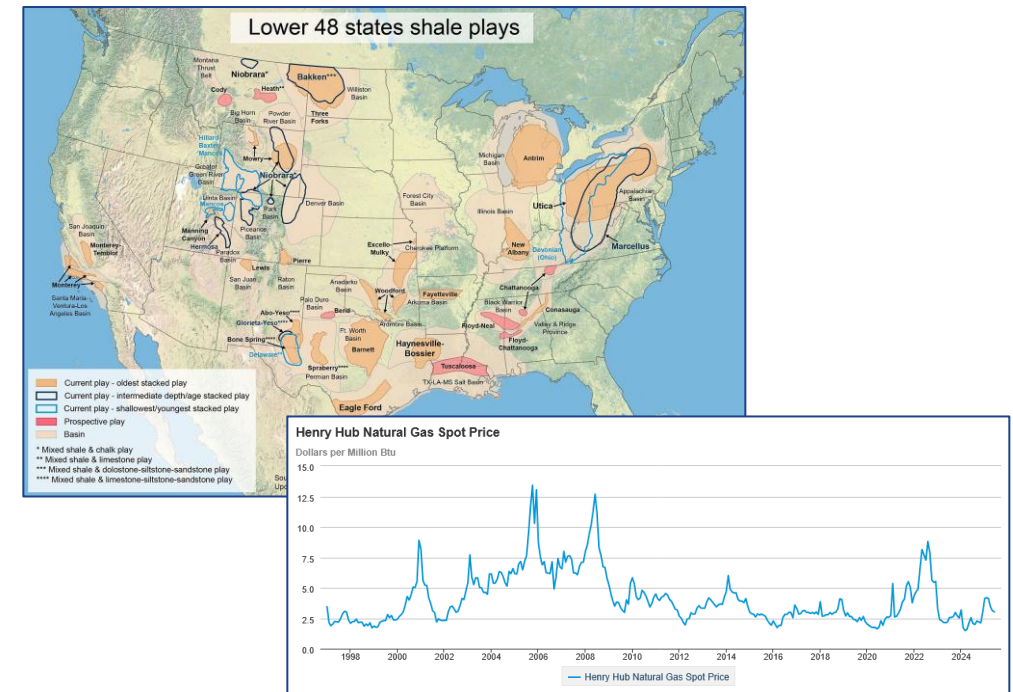 Lower 48 states shale plays
Montana
Thrust
Belt
Niobrara*
Bakken***
Cody
Heath**
Williston
Basin
Big Horn
Basin
Powder
River Basin
Three
Forks
Hilliard
Baxter
Mancos
Mowry
Greater
Green River
Basin
Niobrara*
Michigan
Basin
Antrim
Uinta Basin
Mancos
Park
Basin
Denver Basin
Forest City
Basin
Illinois Basin
Utica
Appalachian
Basin
San Joaquin
Basin
Monterey-
Temblor
Manning
Canyon
Hermosa
Piceance
Basin
Paradox
Basin
Excello-
Mulky
Cherokee Platform
New
Albany
Devonian
(Ohio)
Marcellus
Pierre
Lewis
Monterey
San Juan
Basin
Raton
Basin
Anadarko
Basin
Woodford
Fayetteville
Arkoma Basin
Chattanooga
Santa Maria
Ventura-Los
Angeles Basin
Palo Duro
Basin
Bend
Black Warrior
Basin
Conasauga
Abo-Yeso****
Glorieta-Yeso****
Ardmore Basin
Floyd-Neal
Valley & Ridge
Province
Bone Spring****
Delaware**
Ft. Worth
Basin
Barnett
Haynesville-
Bossier
Floyd-
Chattanooga
Spraberry****
Permian Basin
Tuscaloosa
TX-LA-MS Salt Basin
Eagle Ford
Current play - oldest stacked play
Current play - intermediate depth/age stacked play
Current play - shallowest/youngest stacked play
Prospective play
Basin
* Mixed shale & chalk play
** Mixed shale & limestone play
*** Mixed shale & dolostone-siltstone-sandstone play
**** Mixed shale & limestone-siltstone-sandstone play
Henry Hub Natural Gas Spot Price
Dollars per Million Btu
15.0
12.5
10.0
7.5
5.0
2.5
0.0
1998 2000 2002 2004 2006 2008 2010 2012 2014 2016 2018 2020 2022 2024
Henry Hub Natural Gas Spot Price